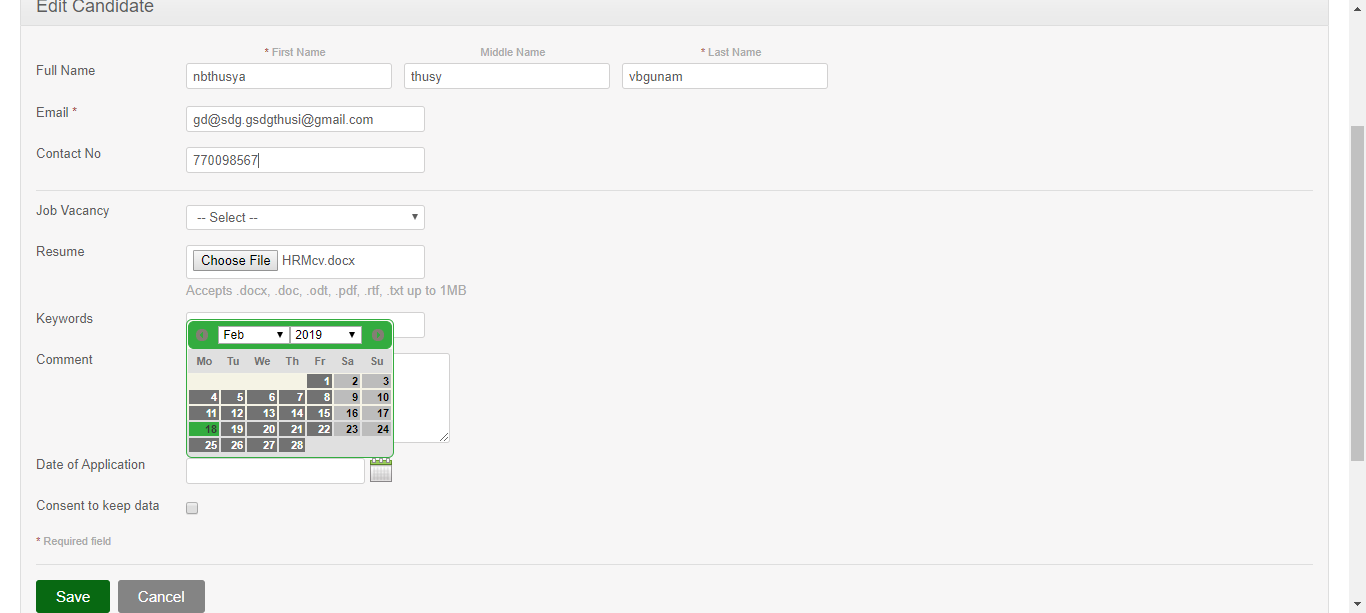 Edit Candidate
* First Name Middle Name * Last Name
Full Name nbthusya thusy vbgunam
Email * gd@sdg.gsdgthusi@gmail.com
Contact No 770098567
Job Vacancy -- Select --
Resume Choose File HRMcv.docx
Accepts .docx, .doc, .odt, .pdf, .rtf, .txt up to 1MB
Keywords
Feb 2019
Comment
Mo Tu We Th Fr Sa Su
1 2 3
4 5 6 7 8 9 10
11 12 13 14 15 16 17
18 19 20 21 22 23 24
25 26 27 28
Date of Application
Consent to keep data
* Required field
Save Cancel